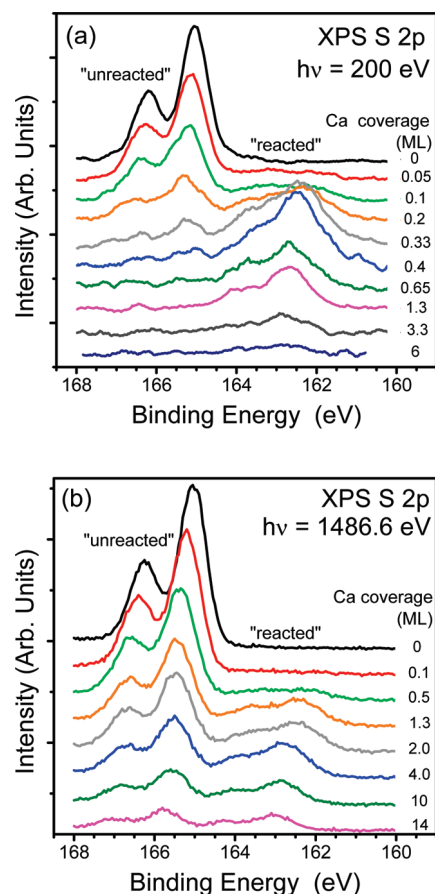 (a)
XPS S 2p
hν = 200 eV
"unreacted"
"reacted"
Ca coverage
(ML)
0
0.05
0.1
0.2
0.33
0.4
0.65
1.3
3.3
6
Intensity (Arb. Units)
168 166 164 162 160
Binding Energy (eV)
(b)
XPS S 2p
hν = 1486.6 eV
"unreacted"
"reacted"
Ca coverage
(ML)
0
0.1
0.5
1.3
2.0
4.0
10
14
Intensity (Arb. Units)
168 166 164 162 160
Binding Energy (eV)